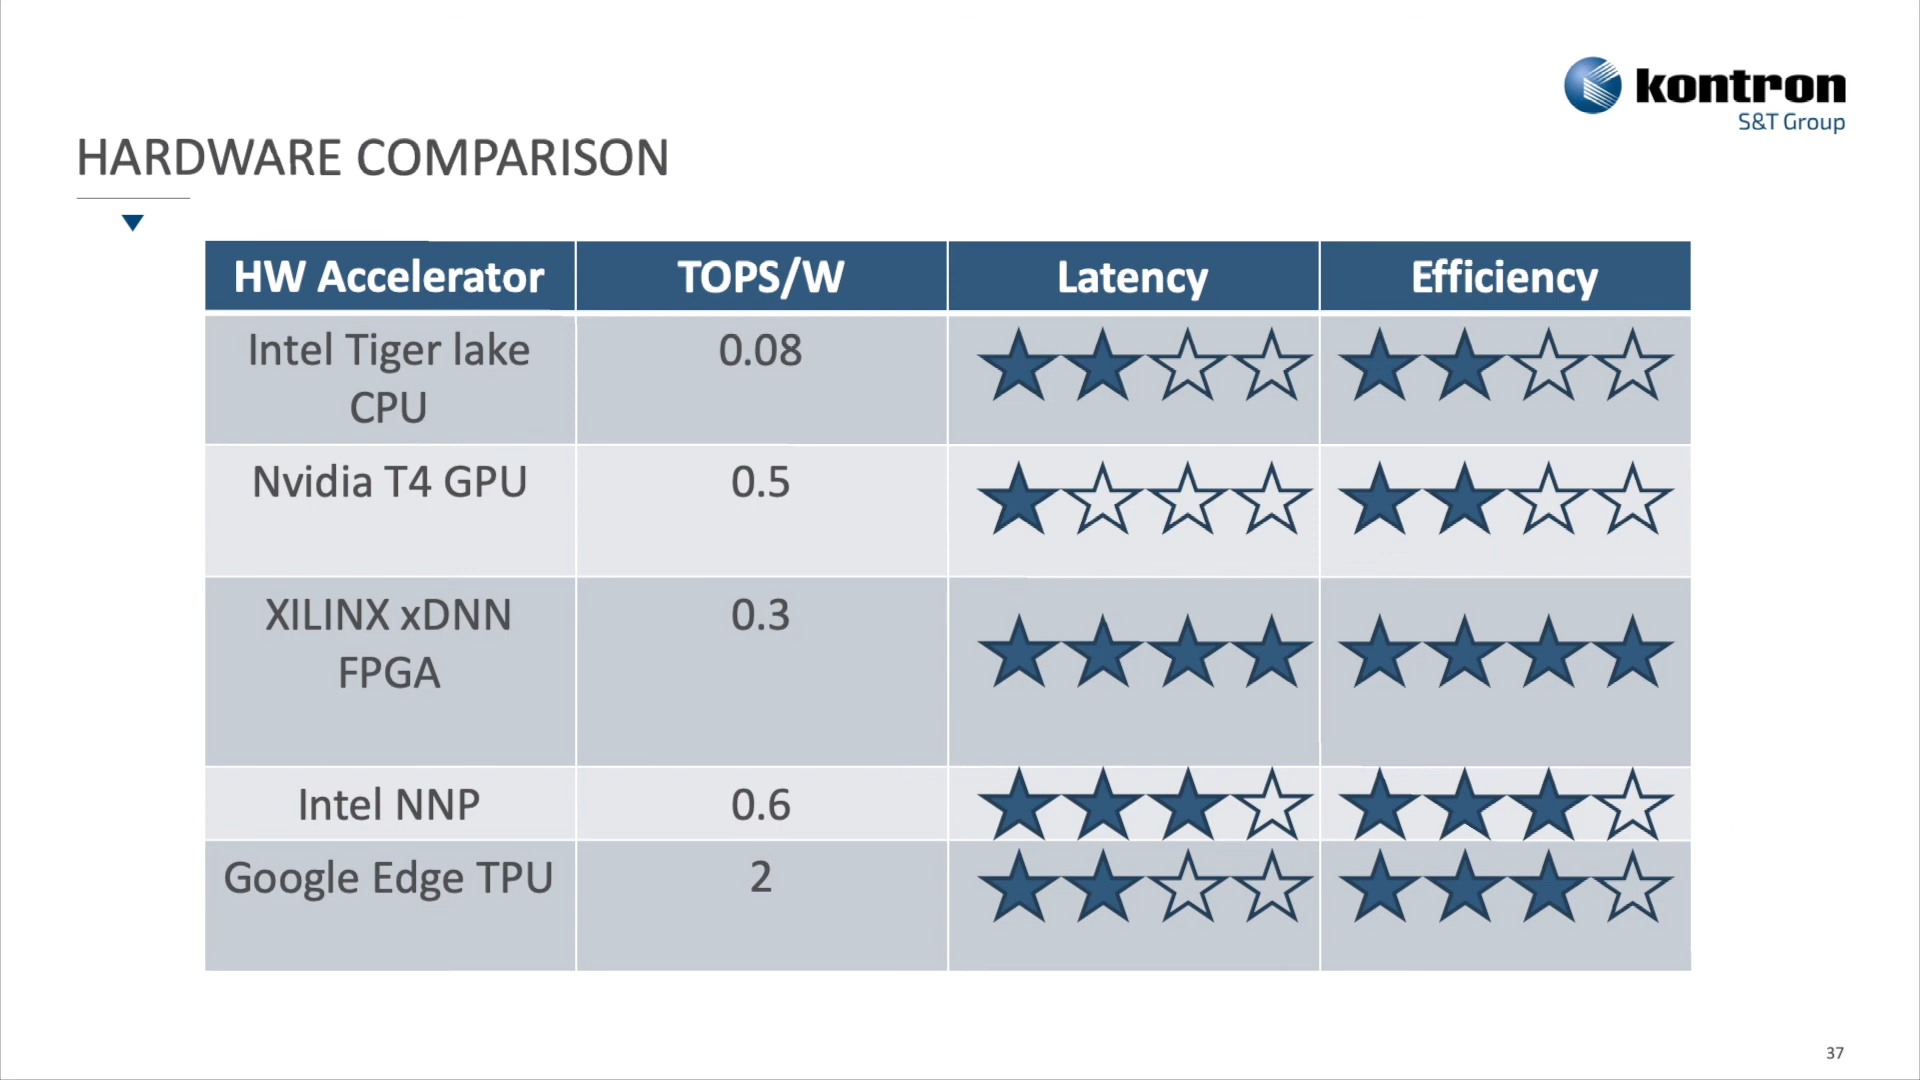 kontron
S&T Group
HARDWARE COMPARISON
HW Accelerator TOPS/W Latency Efficiency
Intel Tiger lake 0.08
CPU
Nvidia T4 GPU 0.5
XILINX xDNN 0.3
FPGA
Intel NNP 0.6
Google Edge TPU 2
37